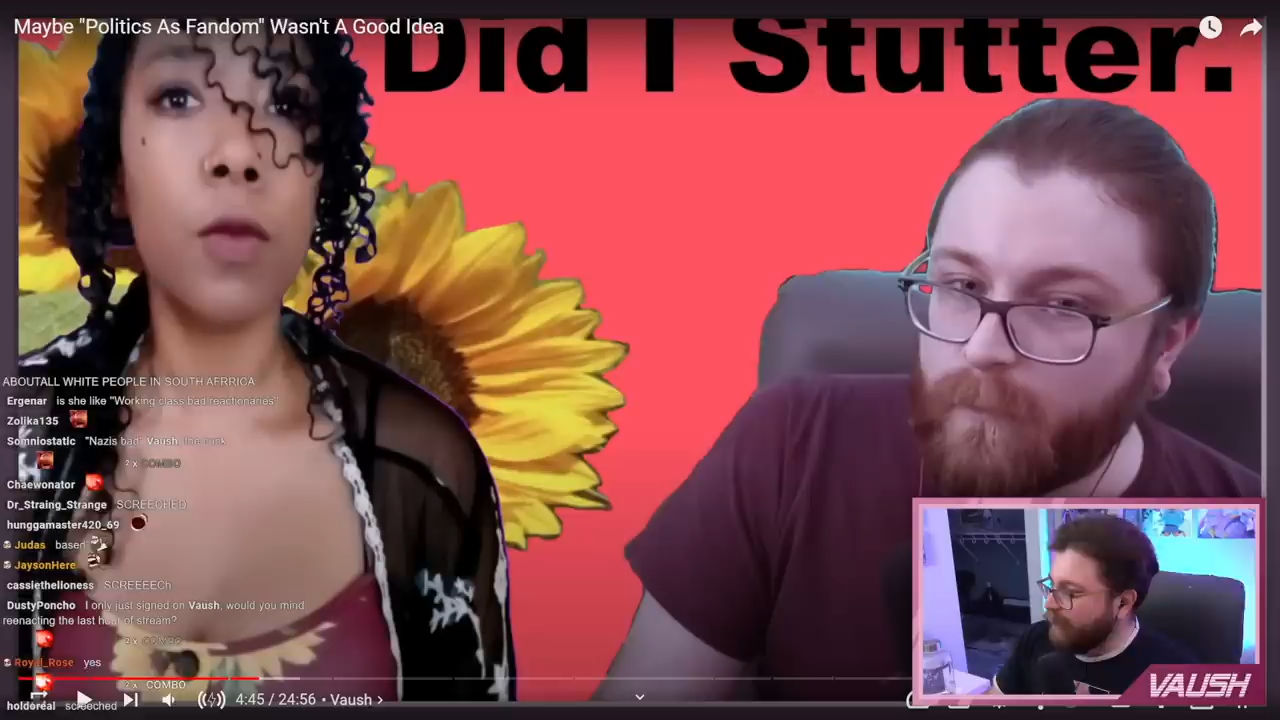 Maybe "Politics As Fandom" Wasn't A Good Idea
Did I Stutter.
ABOUTALL WHITE PEOPLE IN SOUTH AFRRICA
Ergenar is she like "Working class bad reactionaries"
Zolika135
Somniostatic "Nazis bad" Vaush, the cuck
2 x COMBO
Chaewonator
Dr_Straing_Strange SCREECHED
hunggamaster420_69
Judas based
JaysonHere
cassiethelioness SCREEEECh
DustyPoncho I only just signed on Vaush, would you mind
reenacting the last hour of stream?
2 x COMBO
Royal_Rose yes
2 x COMBO
4:45 / 24:56 • Vaush >
holdoreal screeched
VAUSH